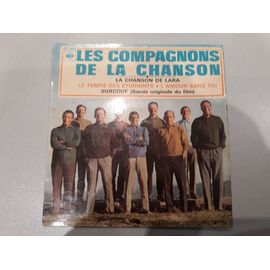 LES COMPAGNONS
DE LA CHANSON
LA CHANSON DE LARA
LE TEMPS DES ETUDIANTS • L'AMOUR SANS TOI
SURCOUF (Bande originale du film)